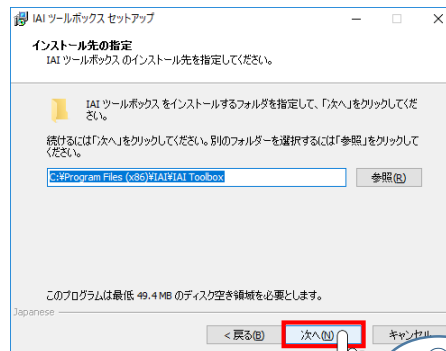 IAI ツールボックス セットアップ
インストール先の指定
IAI ツールボックス のインストール先を指定してください。
IAI ツールボックス をインストールするフォルダを指定して、「次へ」をクリックしてくだ
さい。
続けるには「次へ」をクリックしてください。別のフォルダーを選択するには「参照」をクリックして
ください。
C:¥Program Files (x86)¥IAI¥IAI Toolbox
参照(R)
このプログラムは最低 49.4 MB のディスク空き領域を必要とします。
Japanese
< 戻る(B)
次へ(N)
キャンセル